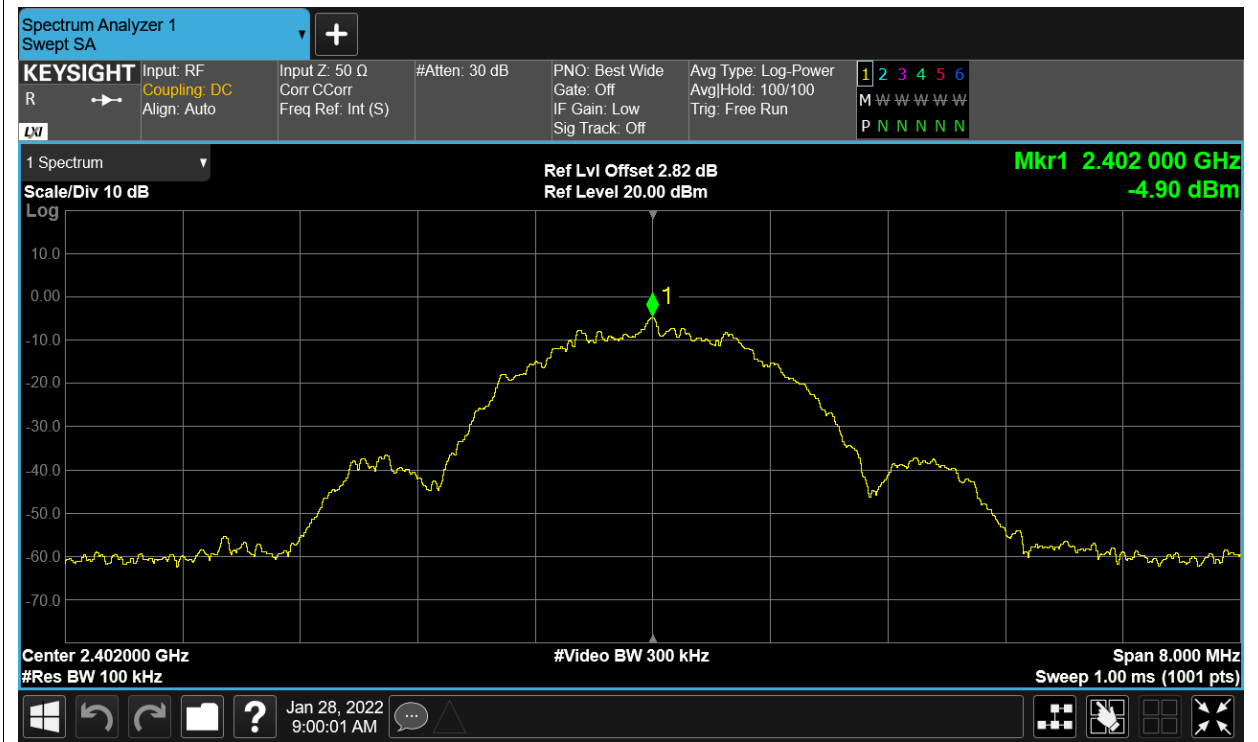 Spectrum Analyzer 1
Swept SA
KEYSIGHT
R
LXI
Input: RF
Coupling: DC
Align: Auto
Input Z: 50 Ω
Corr CCorr
Freq Ref: Int (S)
#Atten: 30 dB
PNO: Best Wide
Gate: Off
IF Gain: Low
Sig Track: Off
Avg Type: Log-Power
Avg|Hold: 100/100
Trig: Free Run
1 2 3 4 5 6
M W W W W W
P N N N N N
1 Spectrum
Scale/Div 10 dB
Log
Ref Lvl Offset 2.82 dB
Ref Level 20.00 dBm
Mkr1 2.402 000 GHz
-4.90 dBm
10.0
0.00
-10.0
-20.0
-30.0
-40.0
-50.0
-60.0
-70.0
1
Center 2.402000 GHz
#Res BW 100 kHz
#Video BW 300 kHz
Span 8.000 MHz
Sweep 1.00 ms (1001 pts)
?
Jan 28, 2022
9:00:01 AM